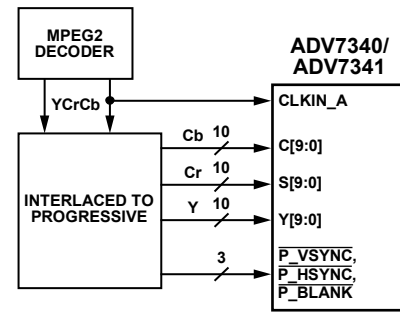 MPEG2
DECODER
YCrCb
ADV7340/
ADV7341
CLKIN_A
Cb 10
C[9:0]
Cr 10
S[9:0]
Y 10
Y[9:0]
INTERLACED TO
PROGRESSIVE
3
P_VSYNC,
P_HSYNC,
P_BLANK